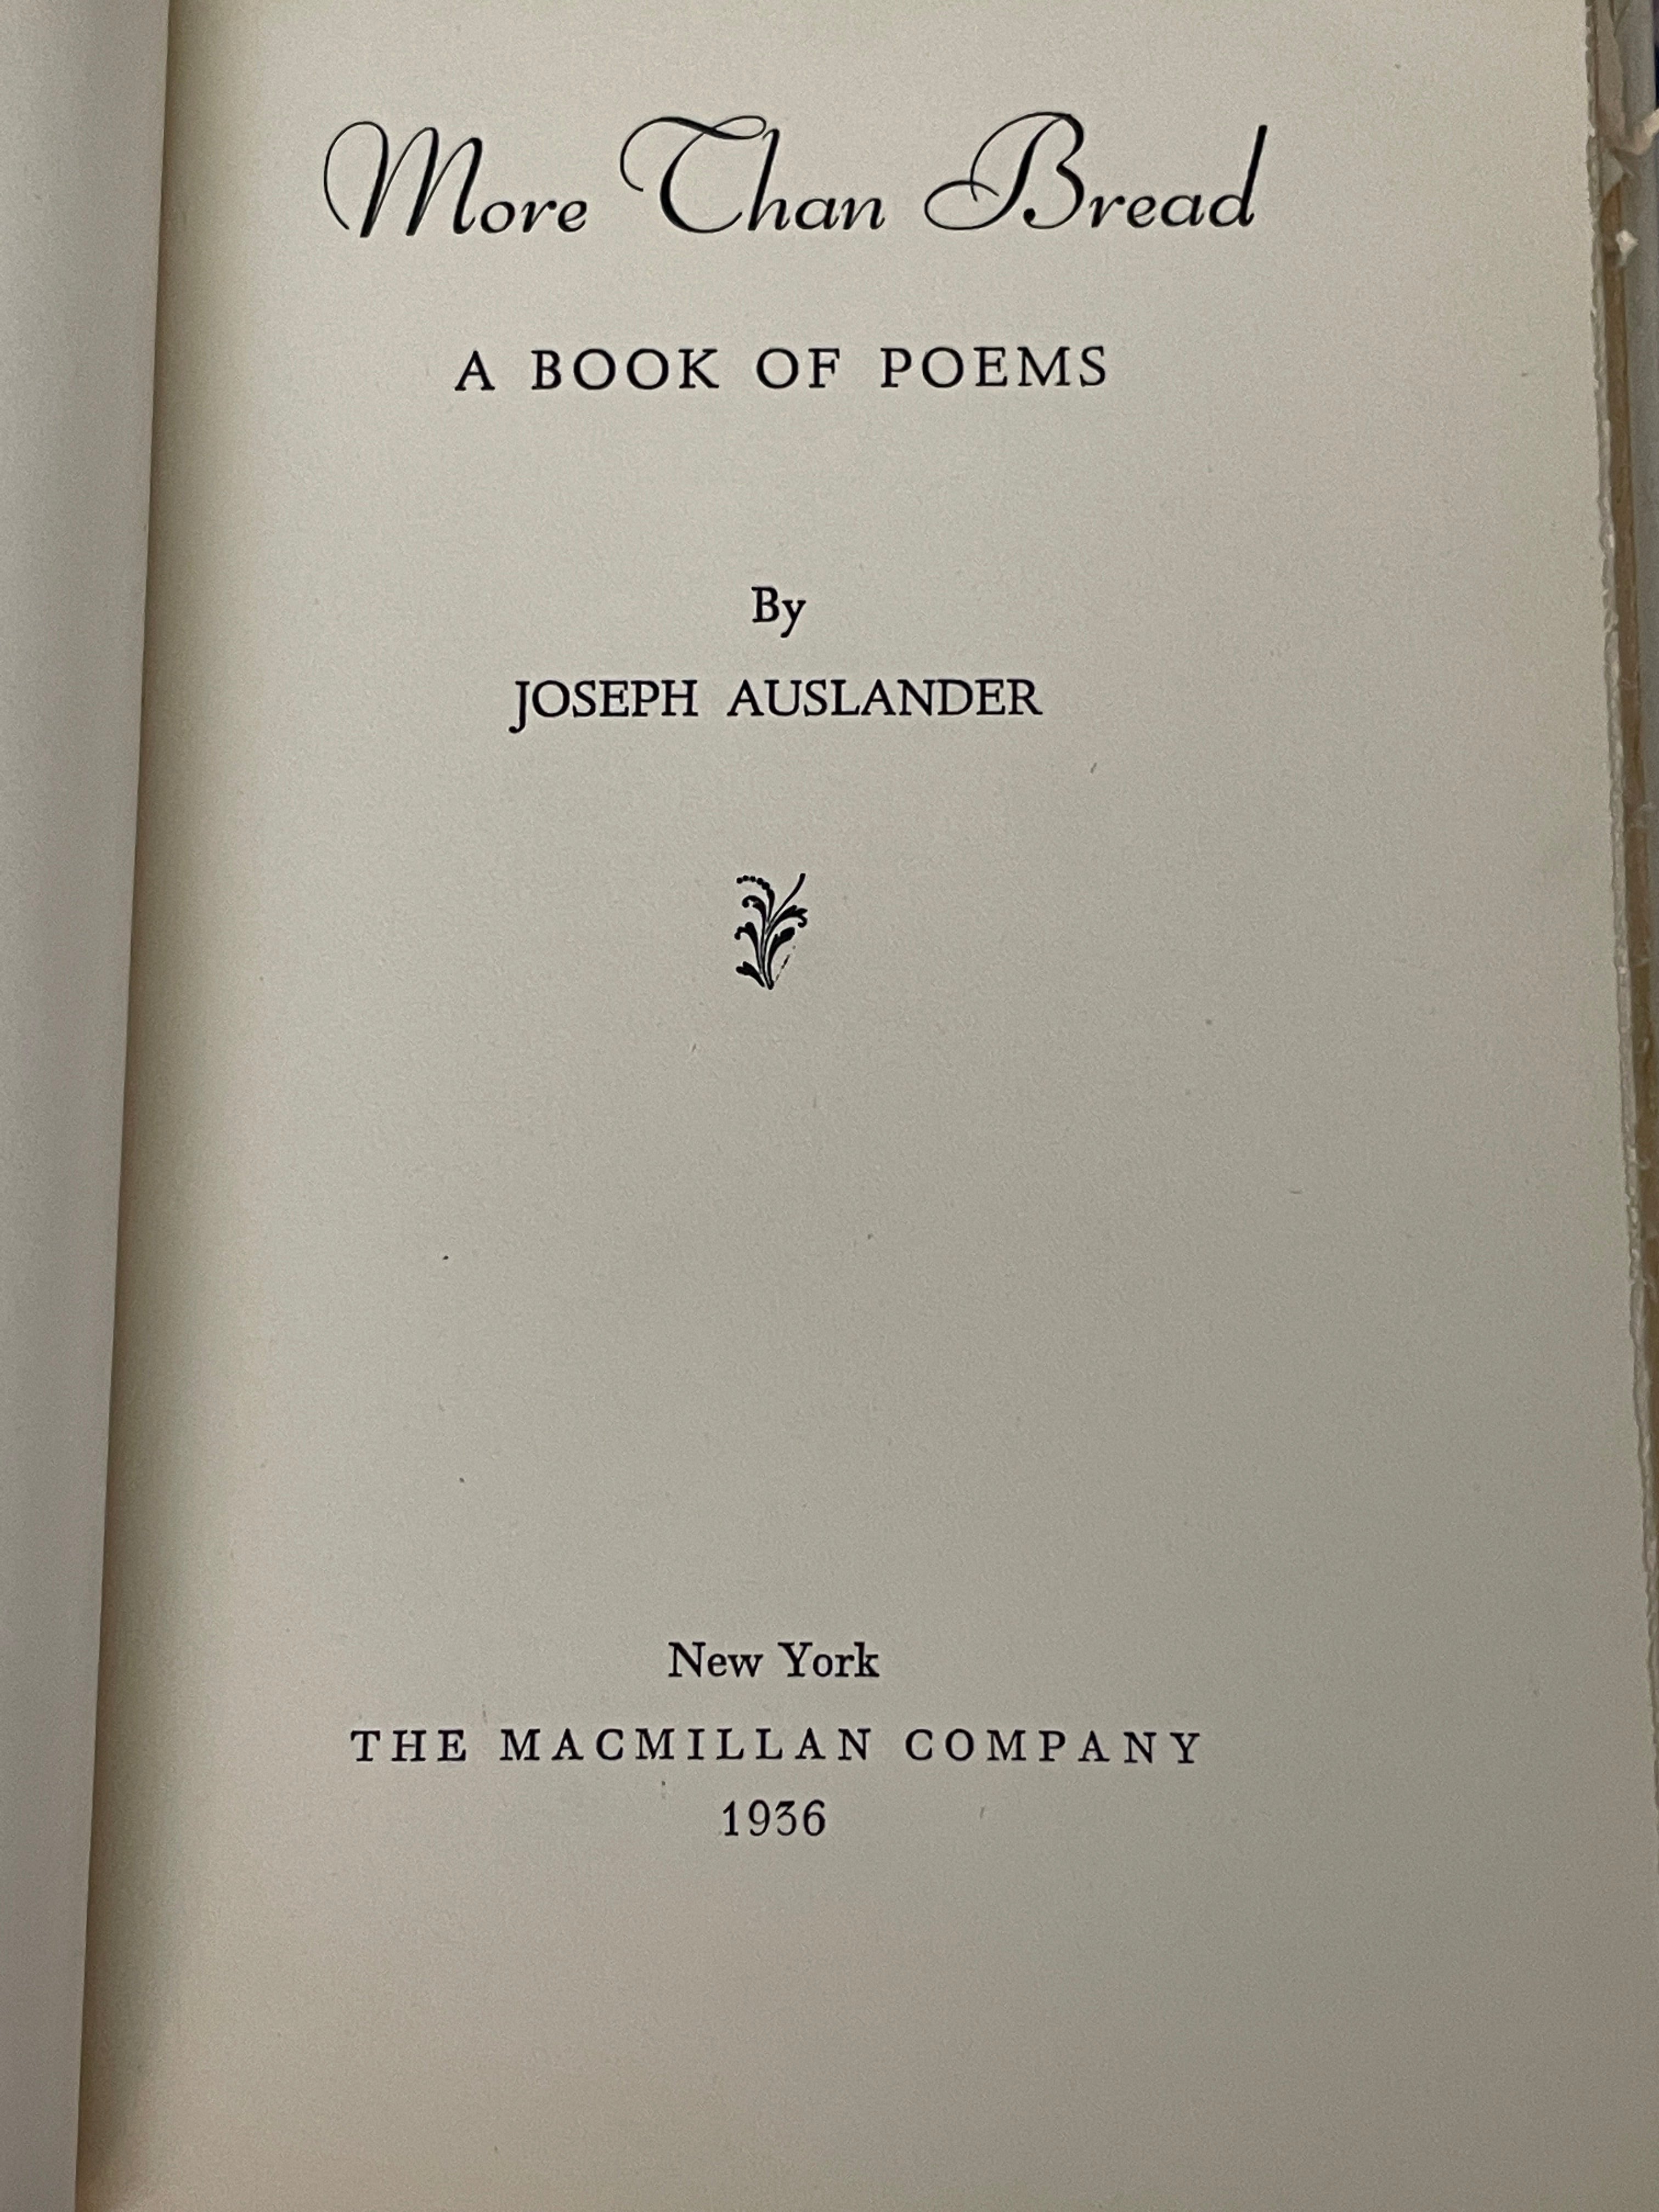 More Than Bread
A BOOK OF POEMS
By
JOSEPH AUSLANDER
New York
THE MACMILLAN COMPANY
1936